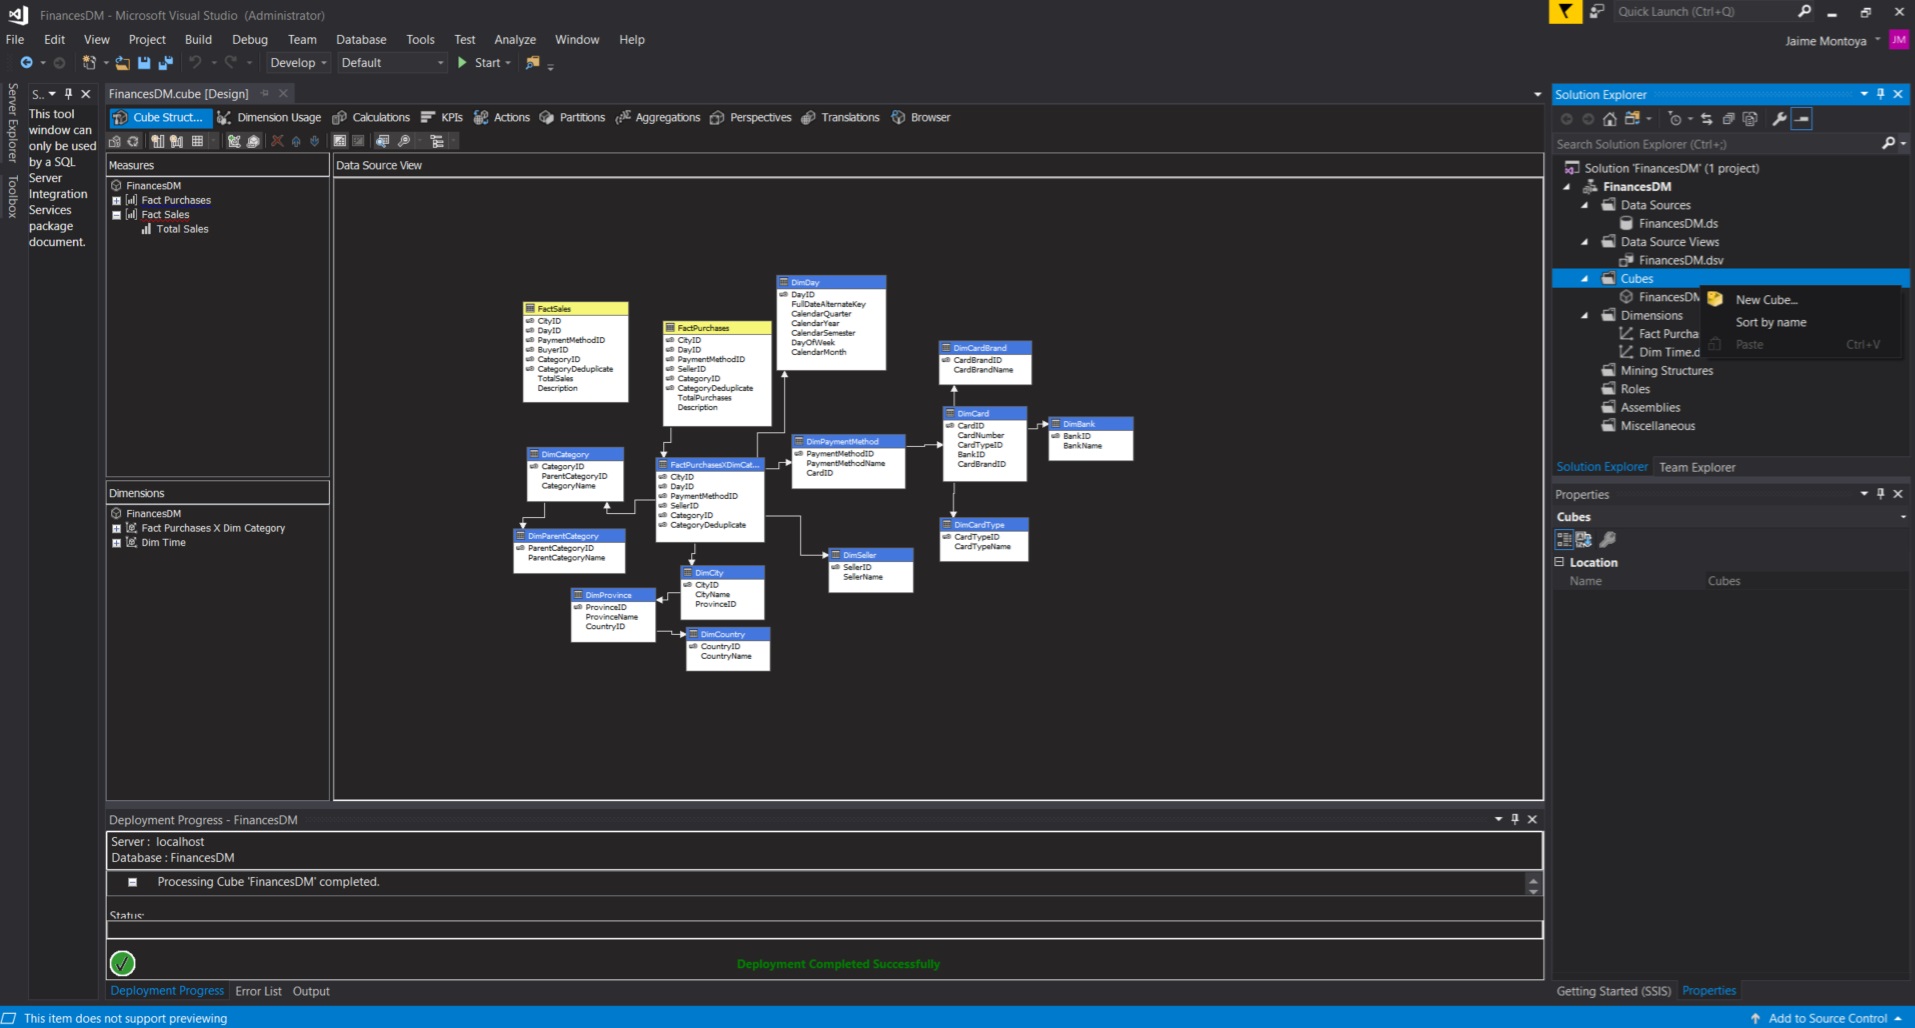 FinancesDM - Microsoft Visual Studio (Administrator)
Quick Launch (Ctrl+Q)
File Edit View Project Build Debug Team Database Tools Test Analyze Window Help
Jaime Montoya JM
Develop Default Start
Server Explorer
Toolbox
S..
This tool
window can
only be used
by a SQL
Server
Integration
Services
package
document.
FinancesDM.cube [Design]
Cube Struct... Dimension Usage Calculations KPIs Actions Partitions Aggregations Perspectives Translations Browser
Measures
FinancesDM
Fact Purchases
Fact Sales
Total Sales
Dimensions
FinancesDM
Fact Purchases X Dim Category
Dim Time
Data Source View
FactSales
CityID
DayID
PaymentMethodID
BuyerID
CategoryID
CategoryDeduplicate
TotalSales
Description
FactPurchases
CityID
DayID
PaymentMethodID
SellerID
CategoryID
CategoryDeduplicate
TotalPurchases
Description
DimDay
DayID
FullDateAlternateKey
CalendarQuarter
CalendarYear
CalendarSemester
DayOfWeek
CalendarMonth
DimCardBrand
CardBrandID
CardBrandName
DimCard
CardID
CardNumber
CardTypeID
BankID
CardBrandID
DimBank
BankID
BankName
DimPaymentMethod
PaymentMethodID
PaymentMethodName
CardID
DimCategory
CategoryID
ParentCategoryID
CategoryName
FactPurchasesXDimCat...
CityID
DayID
PaymentMethodID
SellerID
CategoryID
CategoryDeduplicate
DimParentCategory
ParentCategoryID
ParentCategoryName
DimCardType
CardTypeID
CardTypeName
DimSeller
SellerID
SellerName
DimCity
CityID
CityName
ProvinceID
DimProvince
ProvinceID
ProvinceName
CountryID
DimCountry
CountryID
CountryName
Deployment Progress - FinancesDM
Server : localhost
Database : FinancesDM
Processing Cube 'FinancesDM' completed.
Status:
Deployment Completed Successfully
Deployment Progress Error List Output
Solution Explorer
Search Solution Explorer (Ctrl+;)
Solution 'FinancesDM' (1 project)
FinancesDM
Data Sources
FinancesDM.ds
Data Source Views
FinancesDM.dsv
Cubes
FinancesDM
Dimensions
Fact Purcha
Dim Time.d
Mining Structures
Roles
Assemblies
Miscellaneous
New Cube...
Sort by name
Paste Ctrl+V
Solution Explorer Team Explorer
Properties
Cubes
Location
Name Cubes
Getting Started (SSIS) Properties
This item does not support previewing
Add to Source Control